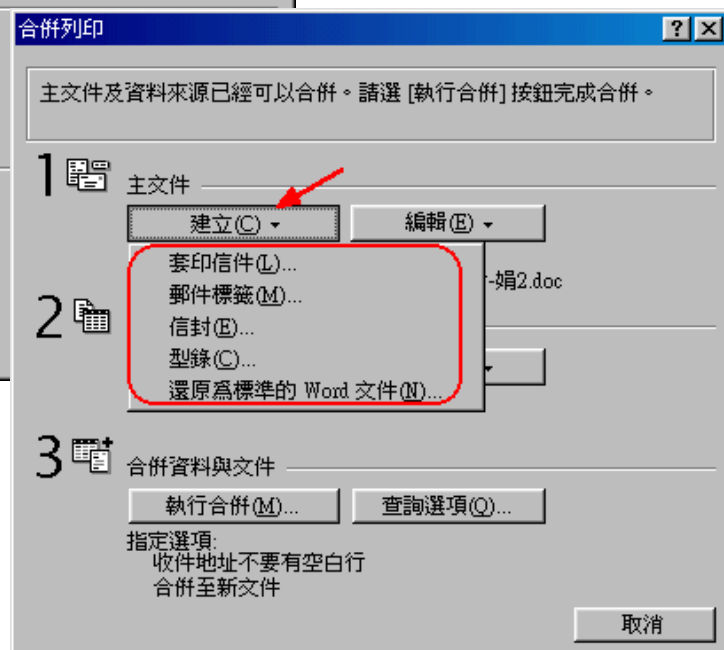 合併列印
主文件及資料來源已經可以合併。請選 [執行合併] 按鈕完成合併。
1
主文件
建立(C)
編輯(E)
套印信件(L)...
郵件標籤(M)...
信封(E)...
型錄(C)...
還原為標準的 Word 文件(N)...
-娟2.doc
2
3
合併資料與文件
執行合併(M)...
查詢選項(Q)...
指定選項:
收件地址不要有空白行
合併至新文件
取消